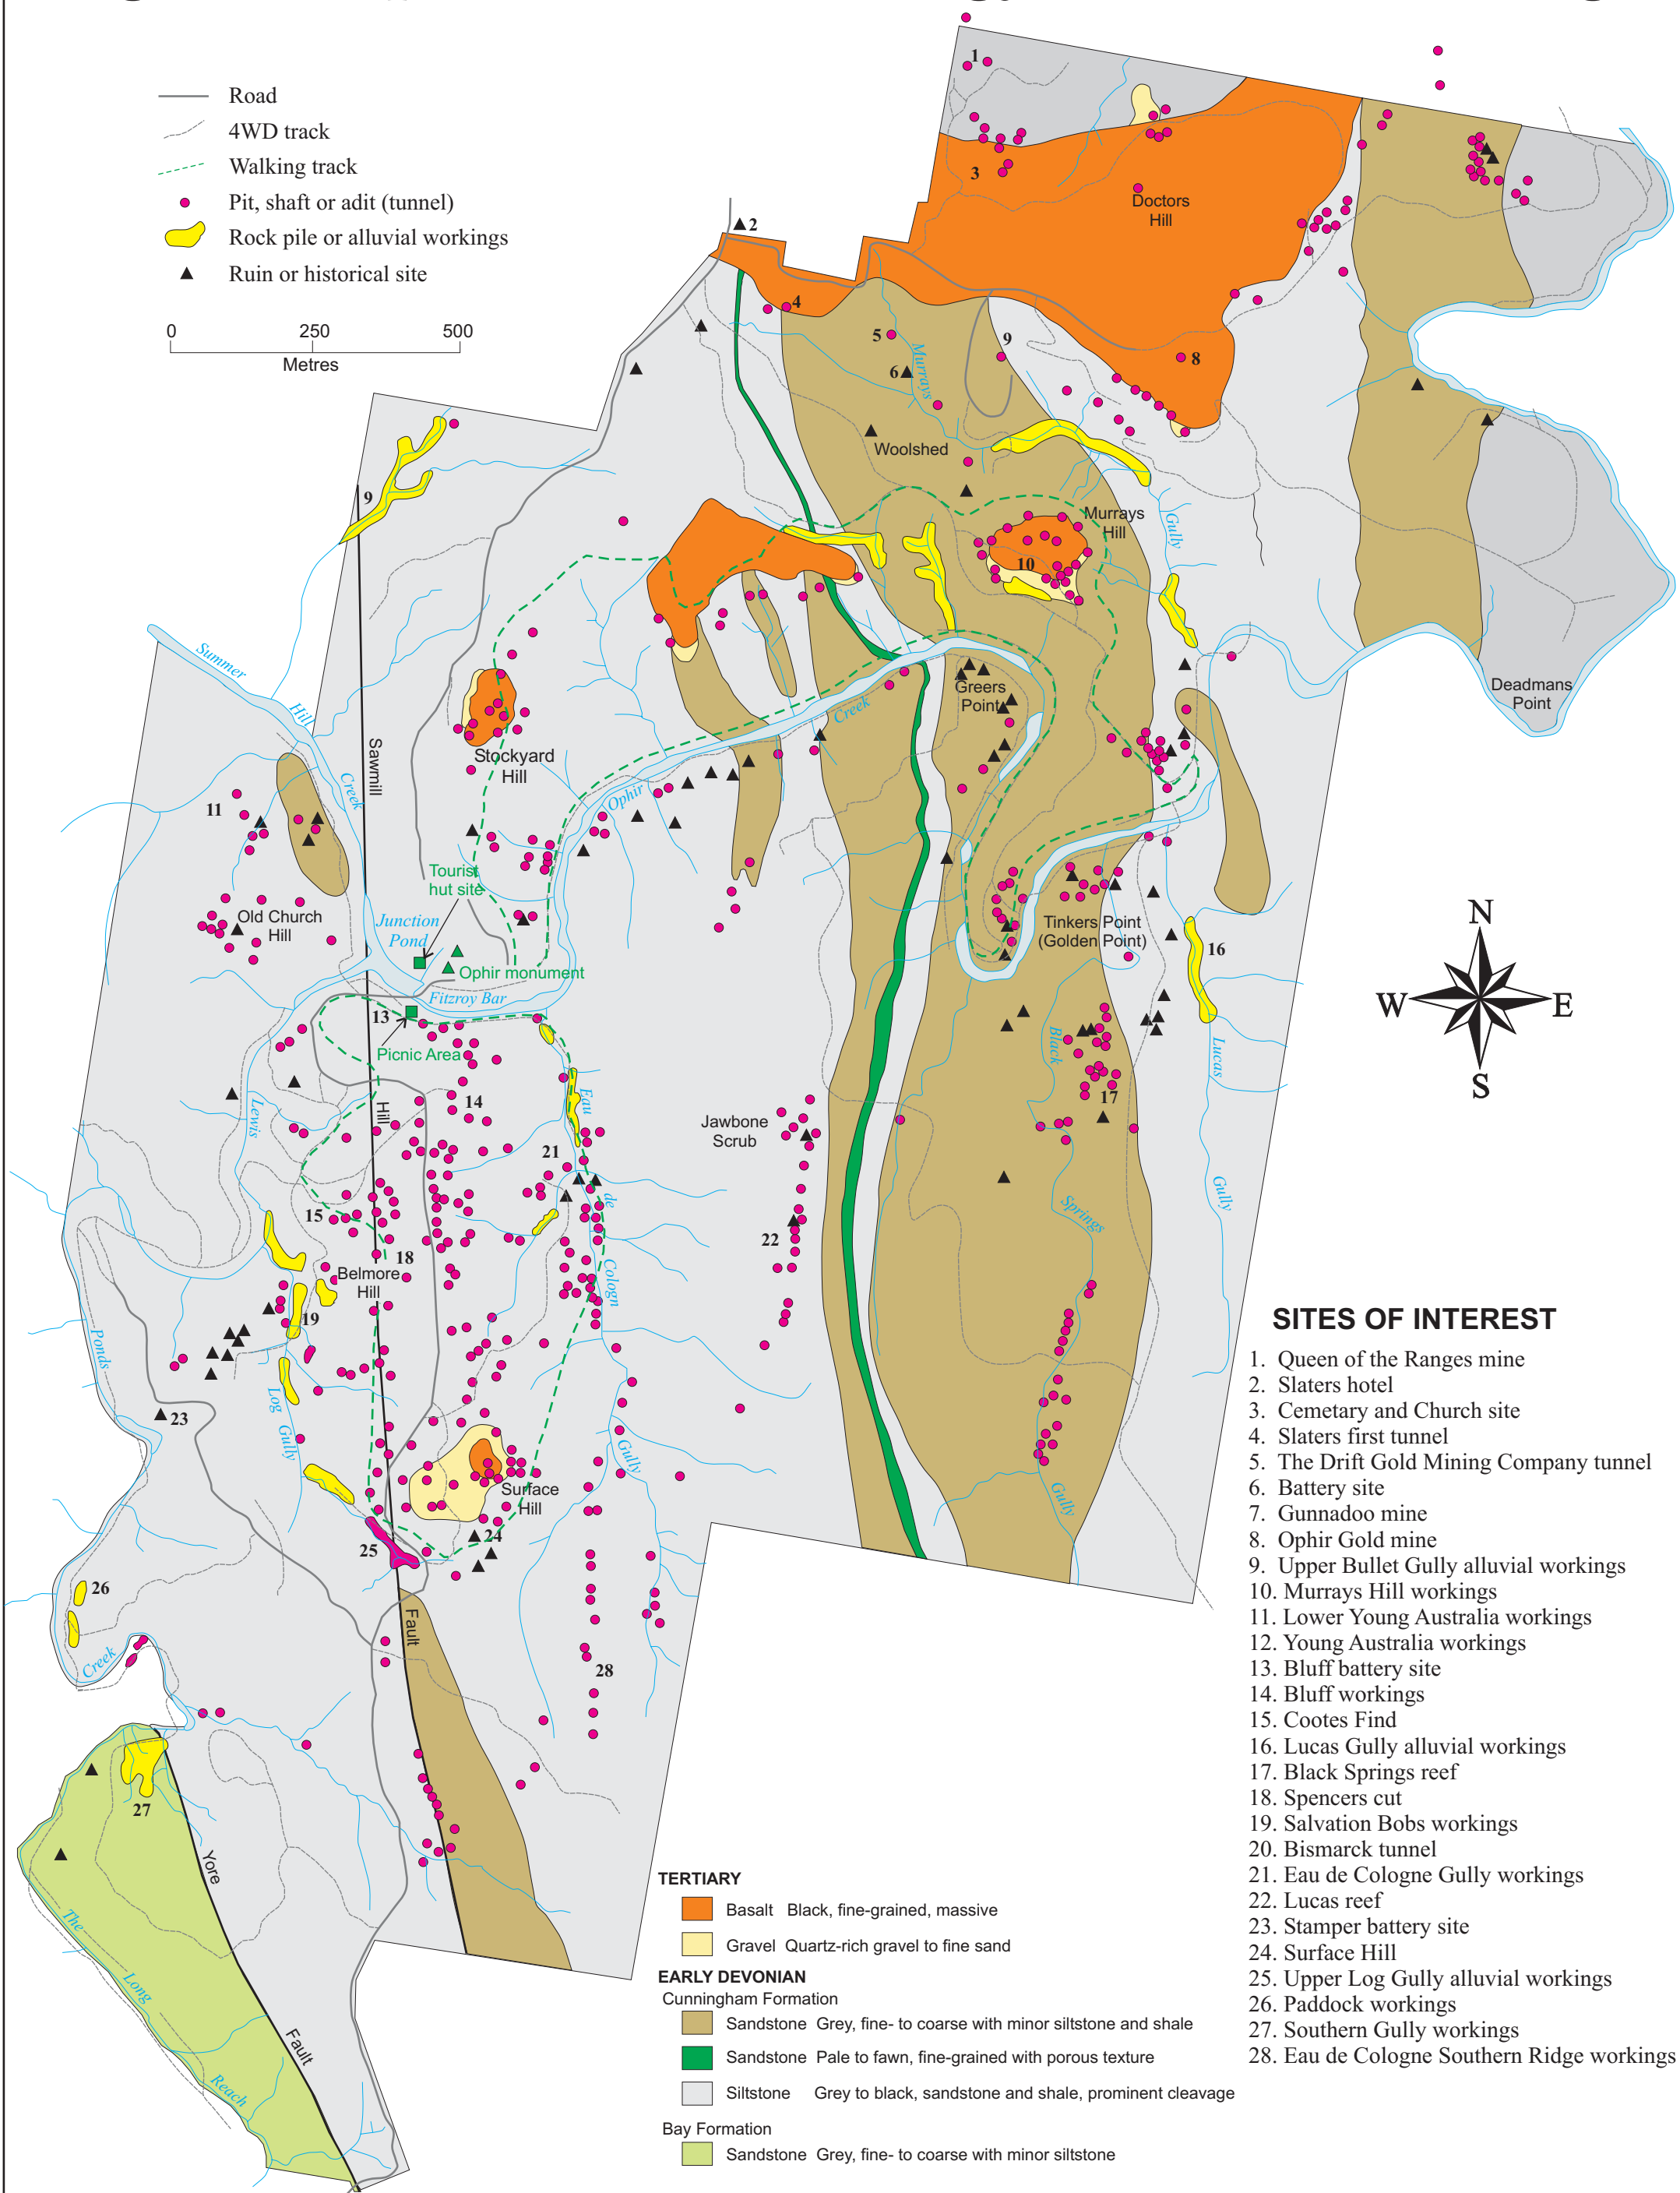 Road
4WD track
Walking track
Pit, shaft or adit (tunnel)
Rock pile or alluvial workings
Ruin or historical site
0 250 500
Metres
1
3
Doctors
Hill
2
4
5
Murrays
6
9
8
Woolshed
9
Murrays
Hill
Gully
10
Summer
Hill
Creek
Sawmill
Stockyard
Hill
Creek
Ophir
Greers
Point
Deadmans
Point
11
Tourist
hut site
Old Church
Hill
Junction
Pond
Ophir monument
Fitzroy Bar
13
Picnic Area
Tinkers Point
(Golden Point)
16
N
W E
S
Lewis
Hill
14
Eau
de
Cologn
Gully
21
Jawbone
Scrub
22
Black
Springs
Gully
17
Lucas
Gully
15
18
Belmore
Hill
19
Log
Gully
Ponds
Creek
23
Surface
Hill
24
25
26
Fault
28
27
Yore
Fault
The
Long
Reach
SITES OF INTEREST
1. Queen of the Ranges mine
2. Slaters hotel
3. Cemetary and Church site
4. Slaters first tunnel
5. The Drift Gold Mining Company tunnel
6. Battery site
7. Gunnadoo mine
8. Ophir Gold mine
9. Upper Bullet Gully alluvial workings
10. Murrays Hill workings
11. Lower Young Australia workings
12. Young Australia workings
13. Bluff battery site
14. Bluff workings
15. Cootes Find
16. Lucas Gully alluvial workings
17. Black Springs reef
18. Spencers cut
19. Salvation Bobs workings
20. Bismarck tunnel
21. Eau de Cologne Gully workings
22. Lucas reef
23. Stamper battery site
24. Surface Hill
25. Upper Log Gully alluvial workings
26. Paddock workings
27. Southern Gully workings
28. Eau de Cologne Southern Ridge workings
TERTIARY
Basalt Black, fine-grained, massive
Gravel Quartz-rich gravel to fine sand
EARLY DEVONIAN
Cunningham Formation
Sandstone Grey, fine- to coarse with minor siltstone and shale
Sandstone Pale to fawn, fine-grained with porous texture
Siltstone Grey to black, sandstone and shale, prominent cleavage
Bay Formation
Sandstone Grey, fine- to coarse with minor siltstone